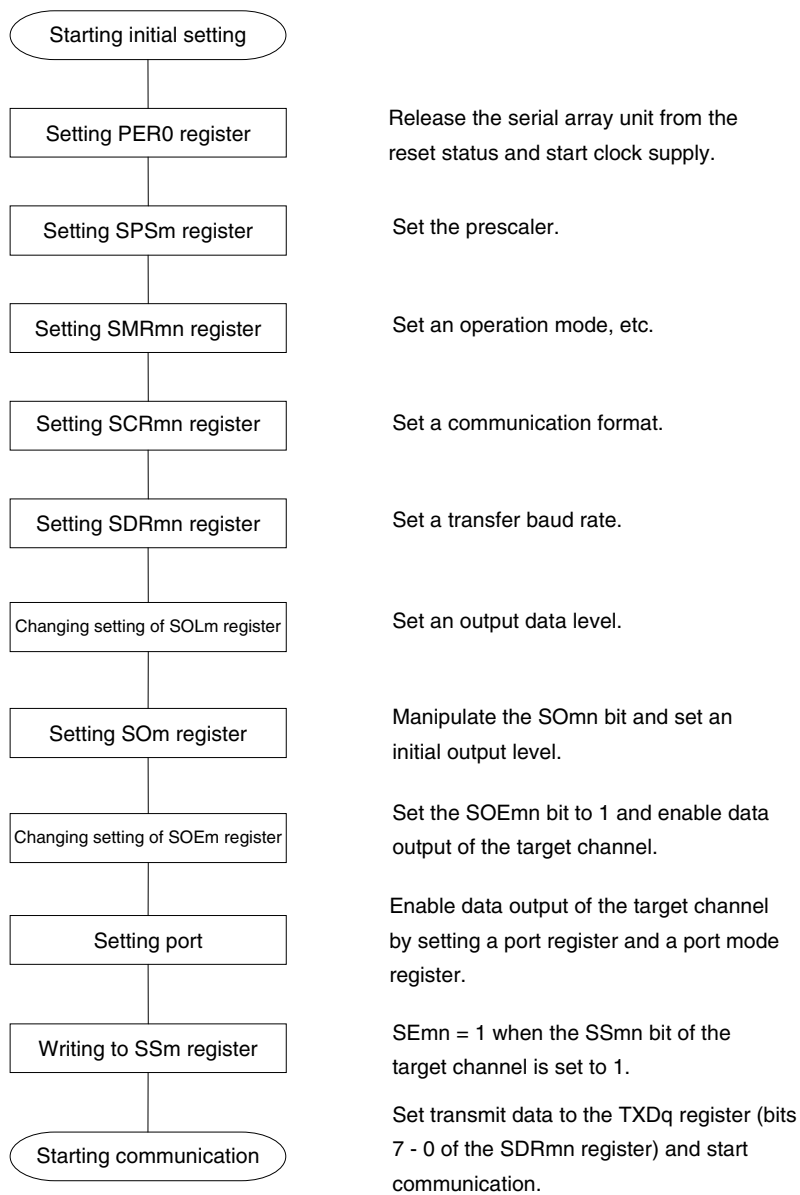 Starting initial setting
Setting PER0 register
Release the serial array unit from the
reset status and start clock supply.
Setting SPSm register
Set the prescaler.
Setting SMRmn register
Set an operation mode, etc.
Setting SCRmn register
Set a communication format.
Setting SDRmn register
Set a transfer baud rate.
Changing setting of SOLm register
Set an output data level.
Setting SOm register
Manipulate the SOmn bit and set an
initial output level.
Changing setting of SOEm register
Set the SOEmn bit to 1 and enable data
output of the target channel.
Setting port
Enable data output of the target channel
by setting a port register and a port mode
register.
Writing to SSm register
SEmn = 1 when the SSmn bit of the
target channel is set to 1.
Starting communication
Set transmit data to the TXDq register (bits
7 - 0 of the SDRmn register) and start
communication.